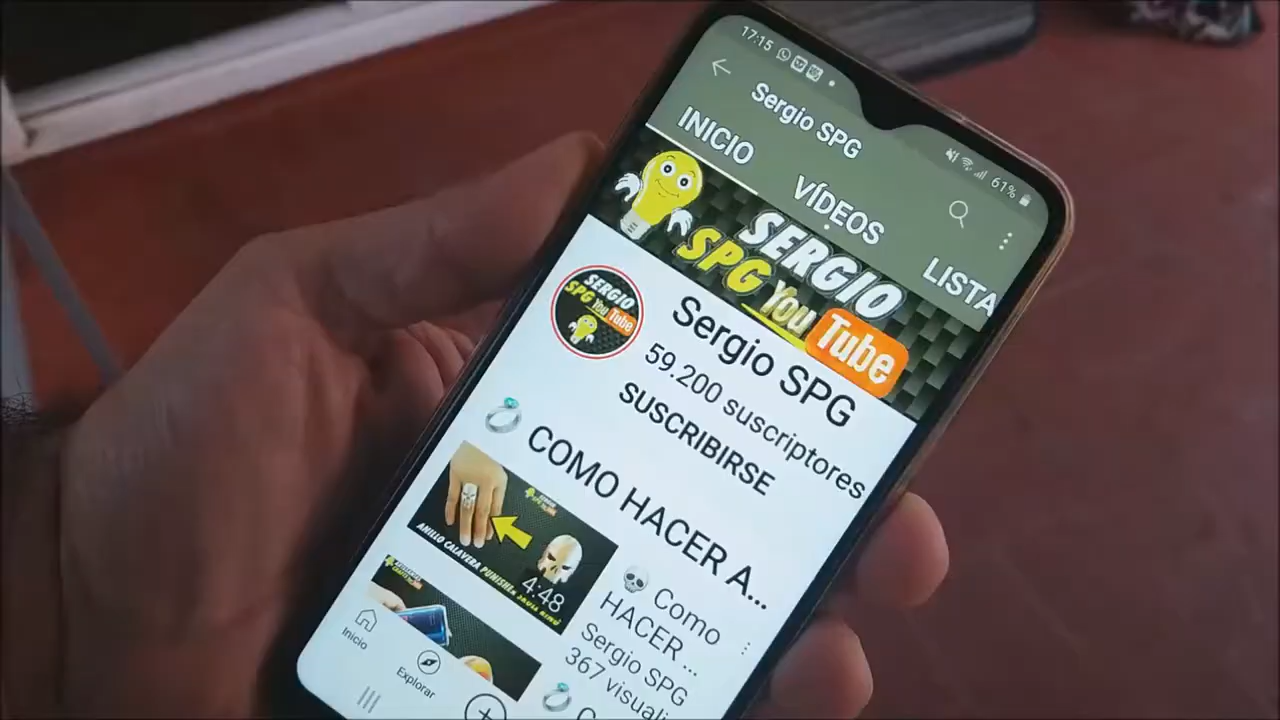 17:15
61%
Sergio SPG
INICIO
VÍDEOS
LISTA
SERGIO
SPG You Tube
SERGIO
SPG You Tube
Sergio SPG
59.200 suscriptores
SUSCRIBIRSE
COMO HACER A...
ANILLO CALAVERA PUNISHER
4:48
Como
HACER ...
Sergio SPG
367 visuali
Inicio
Explorar